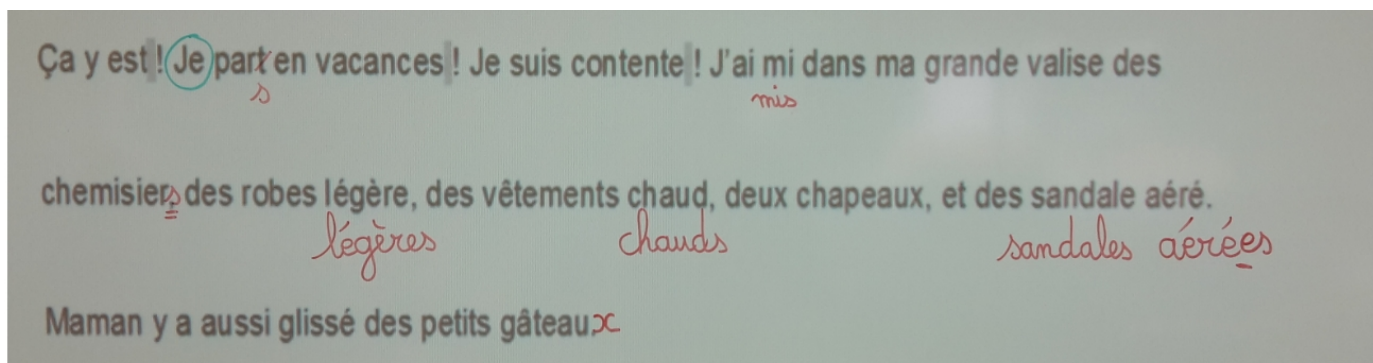 Ça y est ! Je part en vacances ! Je suis contente ! J'ai mi dans ma grande valise des
s mis
chemisiers, des robes légère, des vêtements chaud, deux chapeaux, et des sandale aéré.
légères chauds sandales aérées
Maman y a aussi glissé des petits gâteaux